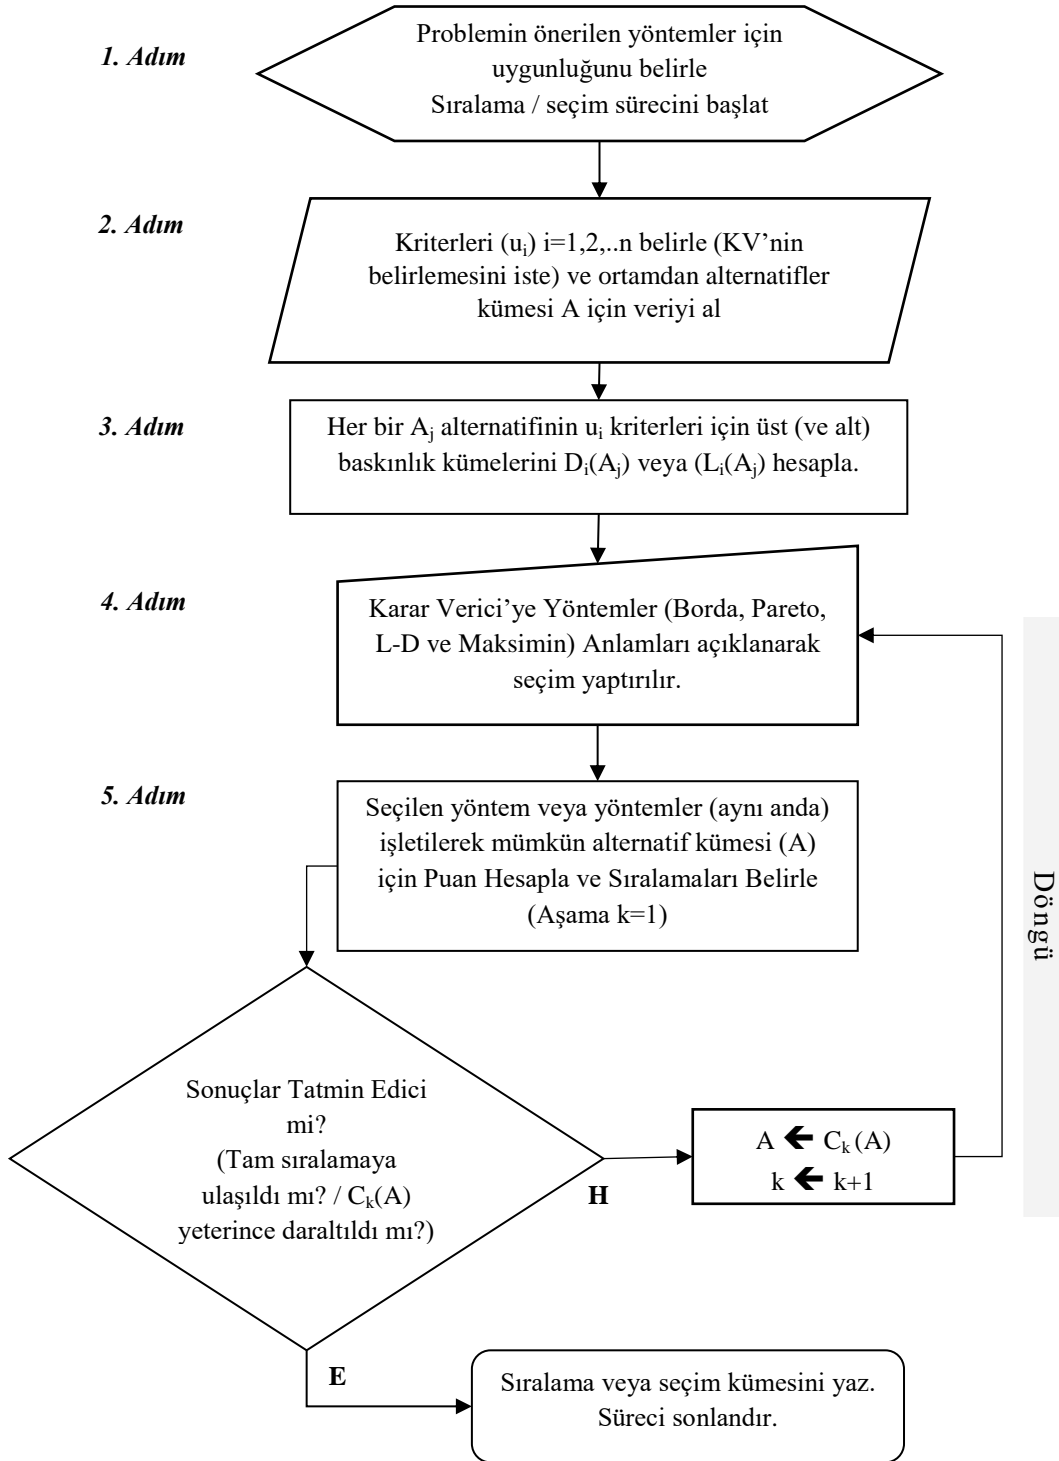 1. Adım
Problemin önerilen yöntemler için
uygunluğunu belirle
Sıralama / seçim sürecini başlat
2. Adım
Kriterleri (uᵢ) i=1,2,..n belirle (KV’nin
belirlemesini iste) ve ortamdan alternatifler
kümesi A için veriyi al
3. Adım
Her bir Aⱼ alternatifinin uᵢ kriterleri için üst (ve alt)
baskınlık kümelerini Dᵢ(Aⱼ) veya (Lᵢ(Aⱼ) hesapla.
4. Adım
Karar Verici’ye Yöntemler (Borda, Pareto,
L-D ve Maksimin) Anlamları açıklanarak
seçim yaptırılır.
5. Adım
Seçilen yöntem veya yöntemler (aynı anda)
işletilerek mümkün alternatif kümesi (A)
için Puan Hesapla ve Sıralamaları Belirle
(Aşama k=1)
Döngü
Sonuçlar Tatmin Edici
mi?
(Tam sıralamaya
ulaşıldı mı? / Cₖ(A)
yeterince daraltıldı mı?)
H
A 🡸 Cₖ(A)
k 🡸 k+1
E
Sıralama veya seçim kümesini yaz.
Süreci sonlandır.